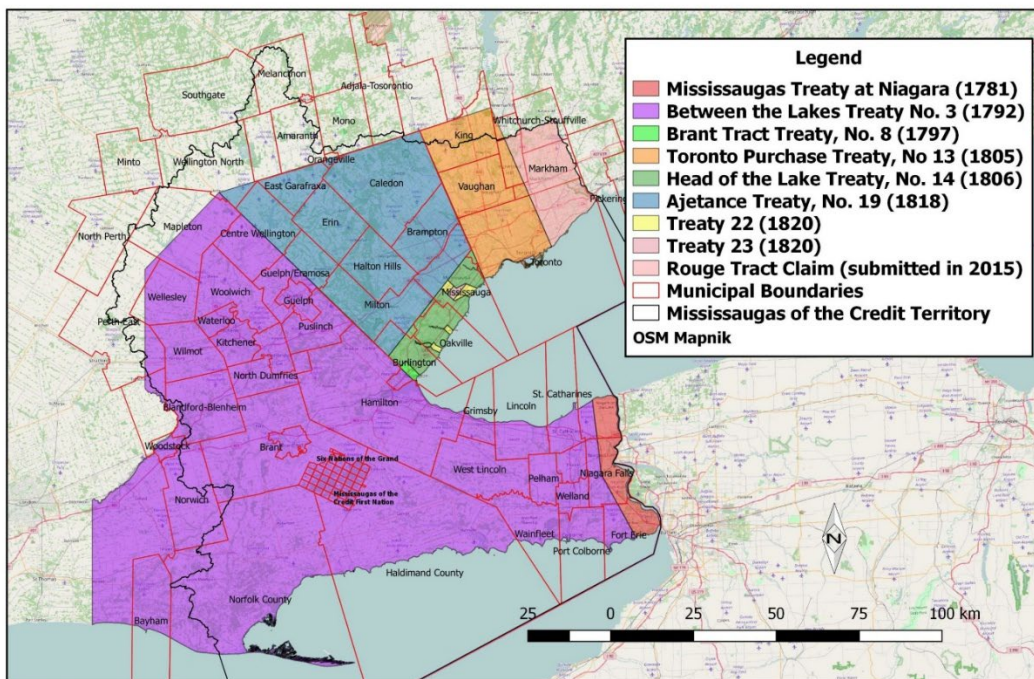 Legend
Mississaugas Treaty at Niagara (1781)
Between the Lakes Treaty No. 3 (1792)
Brant Tract Treaty, No. 8 (1797)
Toronto Purchase Treaty, No 13 (1805)
Head of the Lake Treaty, No. 14 (1806)
Ajetance Treaty, No. 19 (1818)
Treaty 22 (1820)
Treaty 23 (1820)
Rouge Tract Claim (submitted in 2015)
Municipal Boundaries
Mississaugas of the Credit Territory
OSM Mapnik
Melancthon
Southgate
Adjala-Tosorontio
Mono
Amaranth
King
Whitchurch-Stouffville
Minto
Wellington North
Orangeville
Markham
East Garafraxa
Caledon
Vaughan
Pickering
Mapleton
North Perth
Centre Wellington
Erin
Brampton
Toronto
Guelph/Eramosa
Halton Hills
Mississauga
Wellesley
Woolwich
Guelph
Milton
Perth East
Waterloo
Puslinch
Oakville
Wilmot
Kitchener
Burlington
North Dumfries
St. Catharines
Blandford-Blenheim
Hamilton
Grimsby
Lincoln
Woodstock
Brant
Six Nations of the Grand
West Lincoln
Niagara Falls
Pelham
Norwich
Mississaugas of the
Credit First Nation
Welland
Wainfleet
Fort Erie
Port Colborne
Haldimand County
Norfolk County
Bayham
N
25 0 25 50 75 100 km